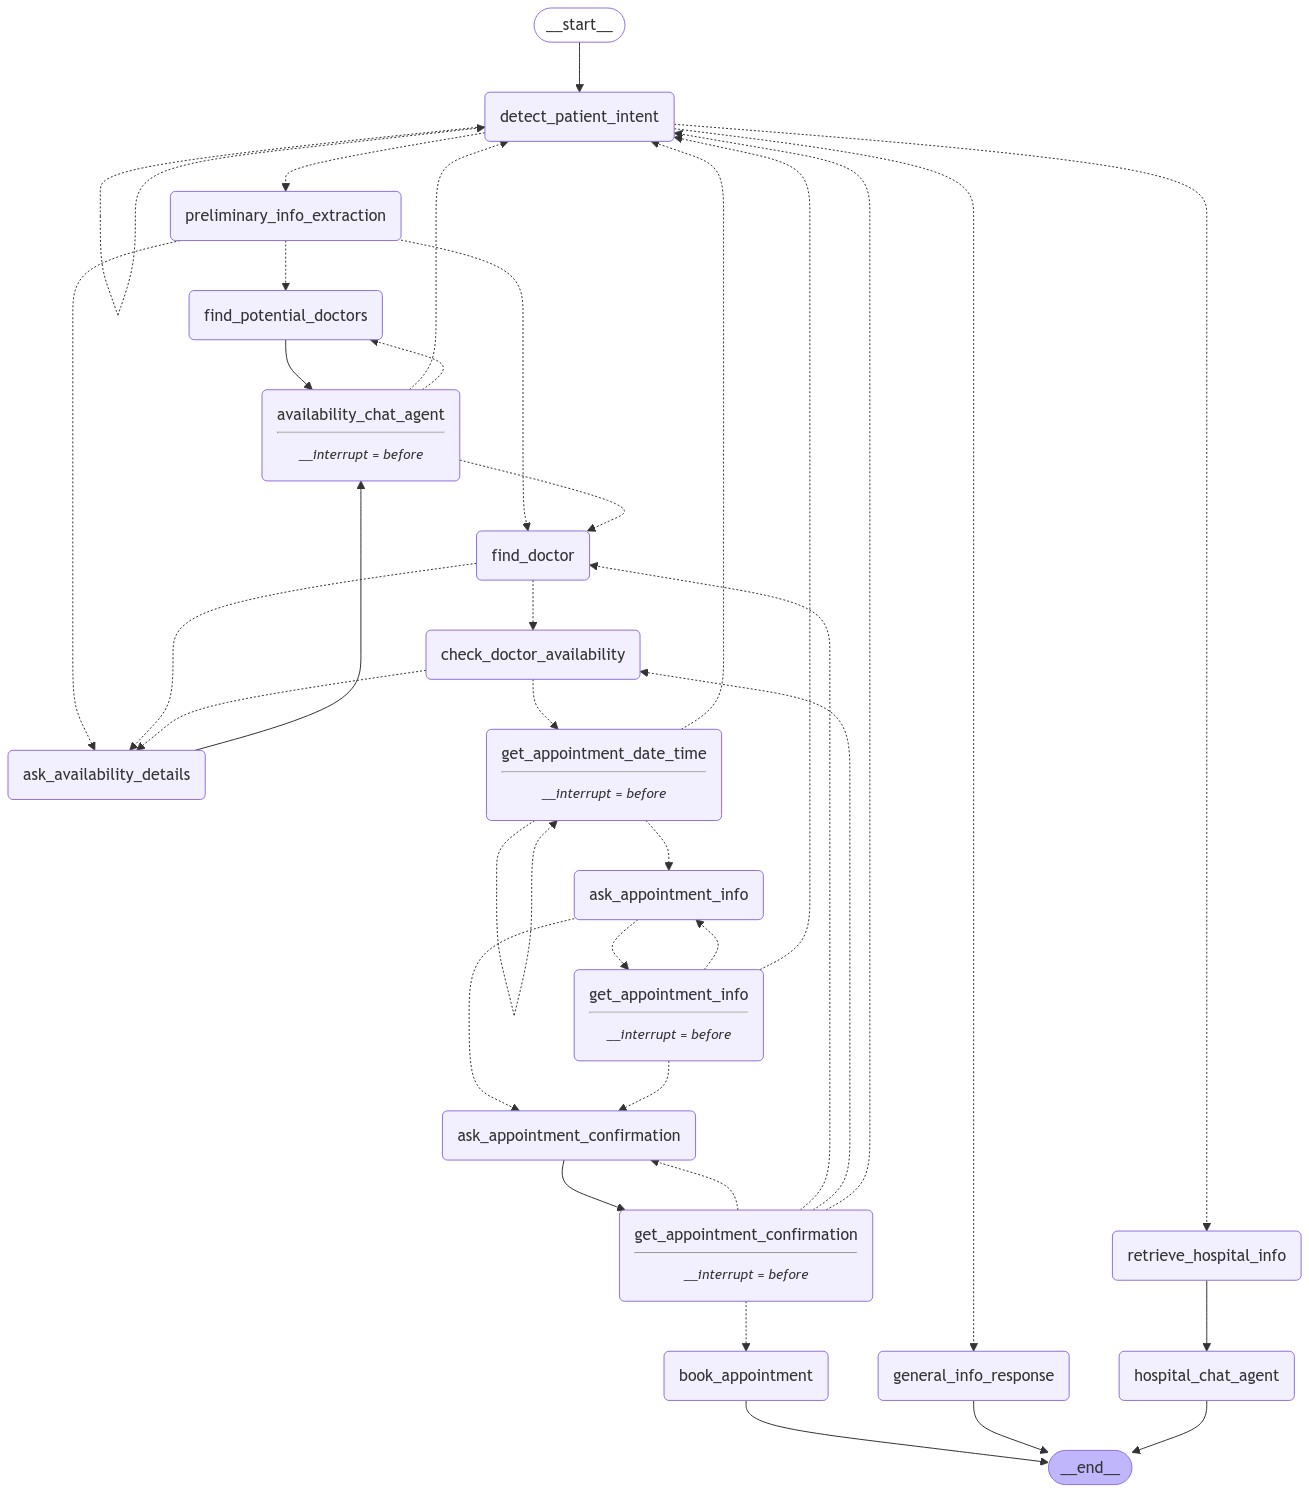 __start__
detect_patient_intent
preliminary_info_extraction
find_potential_doctors
availability_chat_agent
__interrupt = before
find_doctor
check_doctor_availability
get_appointment_date_time
__interrupt = before
ask_availability_details
ask_appointment_info
get_appointment_info
__interrupt = before
ask_appointment_confirmation
get_appointment_confirmation
__interrupt = before
retrieve_hospital_info
book_appointment
general_info_response
hospital_chat_agent
__end__